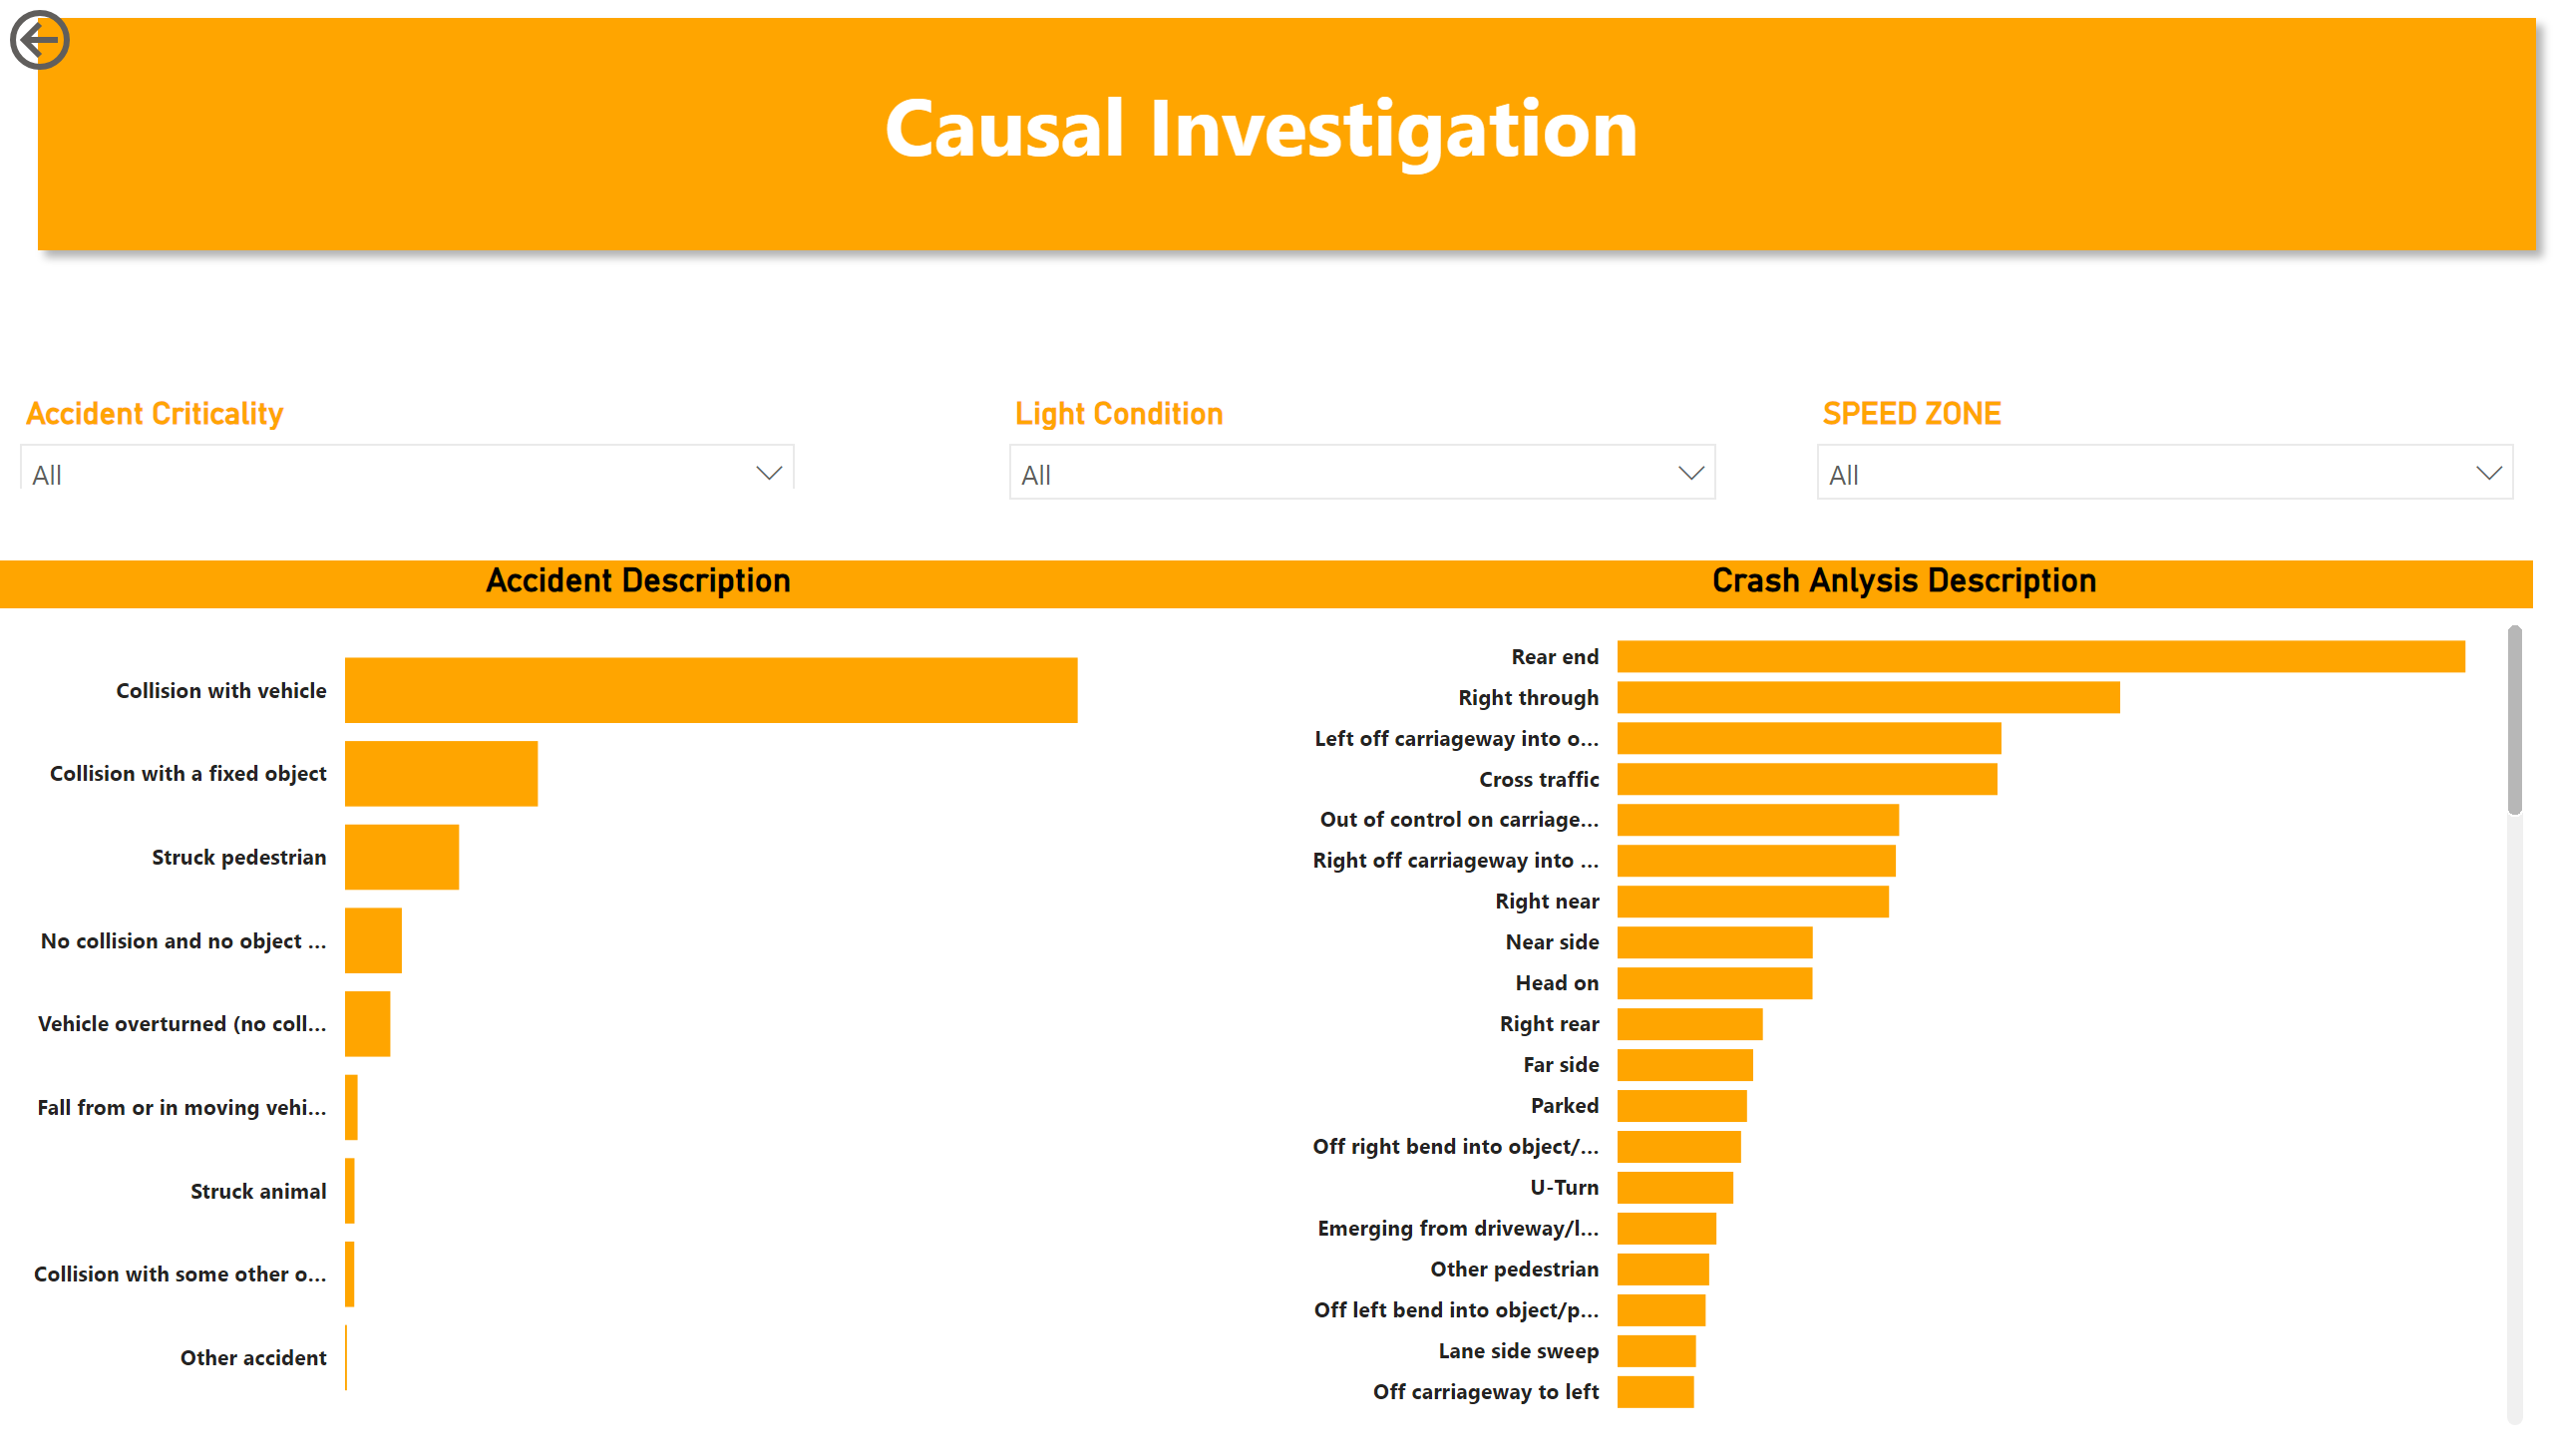 Causal Investigation
Accident Criticality
All
Light Condition
All
SPEED ZONE
All
Accident Description
Crash Anlysis Description
Collision with vehicle
Collision with a fixed object
Struck pedestrian
No collision and no object ...
Vehicle overturned (no coll...
Fall from or in moving vehi...
Struck animal
Collision with some other o...
Other accident
Rear end
Right through
Left off carriageway into o...
Cross traffic
Out of control on carriage...
Right off carriageway into ...
Right near
Near side
Head on
Right rear
Far side
Parked
Off right bend into object/...
U-Turn
Emerging from driveway/l...
Other pedestrian
Off left bend into object/p...
Lane side sweep
Off carriageway to left